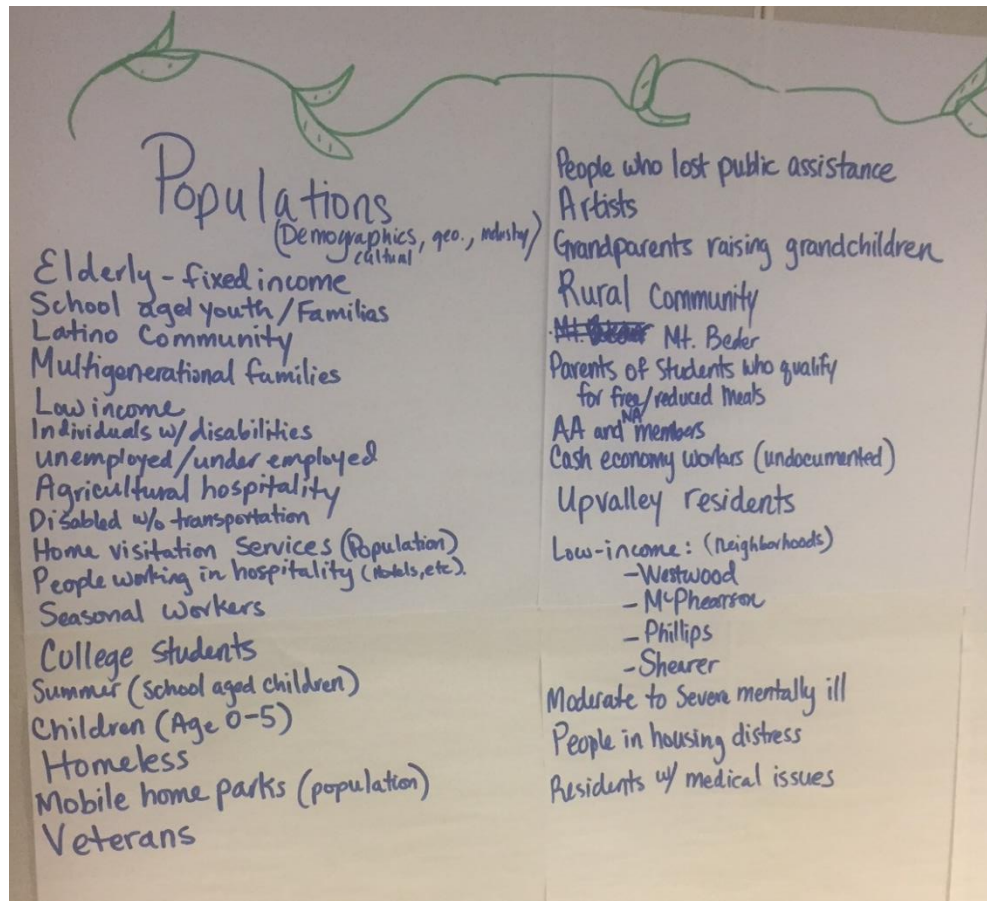 Populations
(Demographics, geo., industry)
cultural
Elderly - fixed income
School aged youth/Familias
Latino Community
Multigenerational families
Low income
Individuals w/disabilities
unemployed/under employed
Agricultural hospitality
Disabled w/o transportation
Home visitation Services (Population)
People working in hospitality (Hotels, etc).
Seasonal workers
College students
Summer (School aged children)
Children (Age 0-5)
Homeless
Mobile home parks (population)
Veterans
People who lost public assistance
Artists
Grandparents raising grandchildren
Rural Community
Mt. Beder
Parents of Students who qualify
for free/reduced meals
AA and NA members
Cash economy workers (undocumented)
Upvalley residents
Low-income: (neighborhoods)
- Westwood
- McPhearson
- Phillips
- Shearer
Moderate to Severe mentally ill
People in housing distress
Residents w/ medical issues